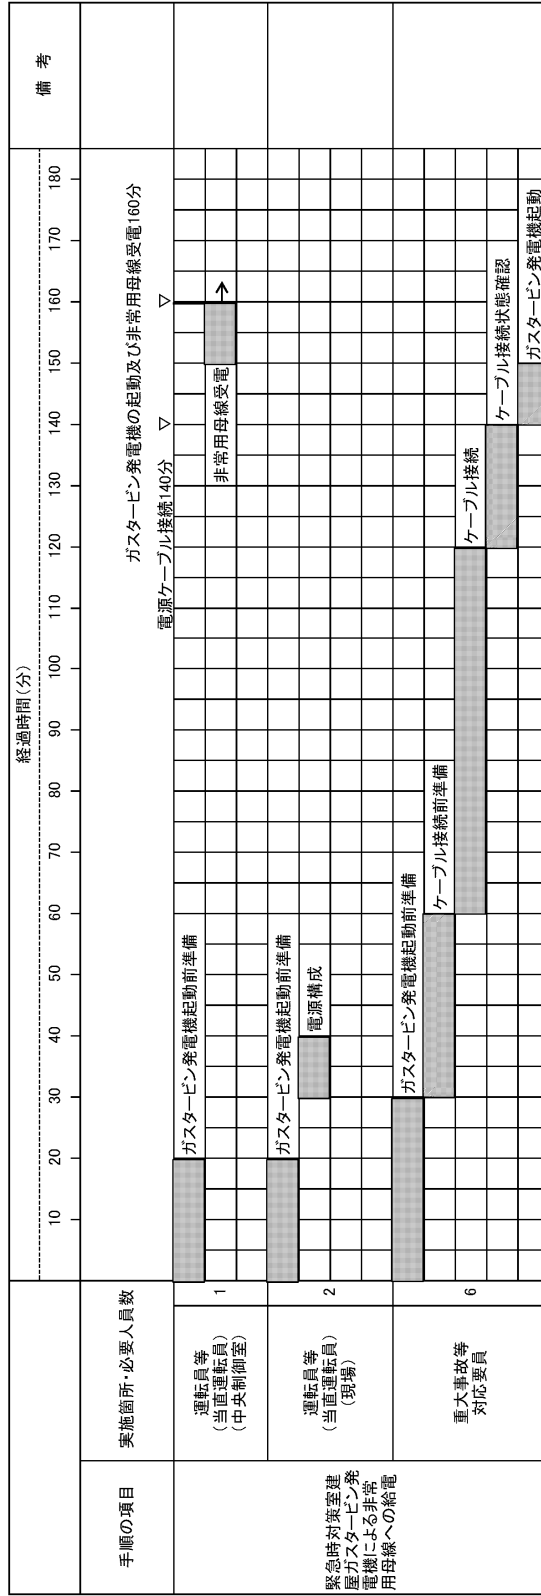 手順の項目
実施箇所・必要人員数
経過時間(分)
備 考
10 20 30 40 50 60 70 80 90 100 110 120 130 140 150 160 170 180
ガスタービン発電機の起動及び非常用母線受電160分
▽
電源ケーブル接続140分 ▽
緊急時対策室建
屋ガスタービン発
電機による非常
用母線への給電
運転員等
(当直運転員)
(中央制御室)
1
ガスタービン発電機起動前準備
非常用母線受電
→
運転員等
(当直運転員)
(現場)
2
ガスタービン発電機起動前準備
電源構成
重大事故等
対応要員
6
ガスタービン発電機起動前準備
ケーブル接続前準備
ケーブル接続
ケーブル接続状態確認
ガスタービン発電機起動